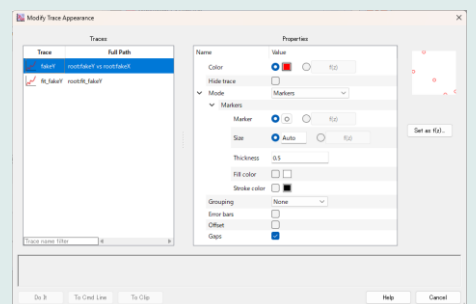 Modify Trace Appearance
Traces
Trace Full Path
fakeY root:fakeY vs root:fakeX
fit_fakeY root:fit_fakeY
Trace name filter
Properties
Name Value
Color f(z)
Hide trace
Mode Markers
Markers
Marker f(z)
Size Auto f(z)
Thickness 0.5
Fill color
Stroke color
Grouping None
Error bars
Offset
Gaps
Set as f(z)...
Do It To Cmd Line To Clip Help Cancel